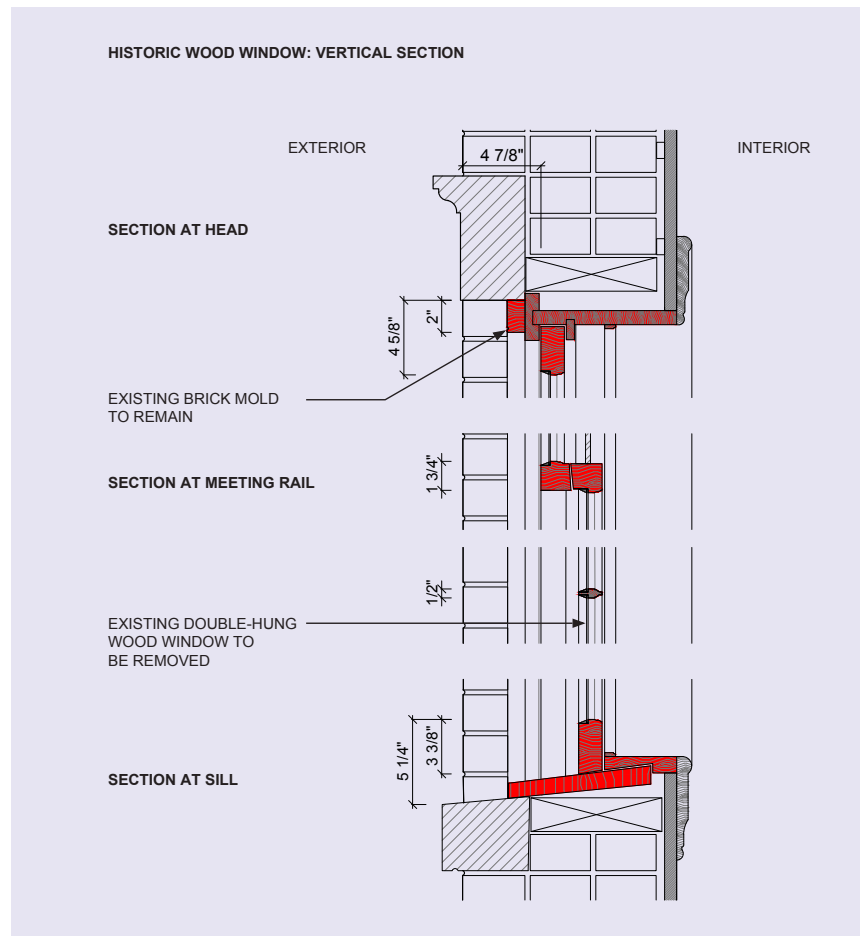 HISTORIC WOOD WINDOW: VERTICAL SECTION
EXTERIOR
4 7/8"
INTERIOR
SECTION AT HEAD
4 5/8"
2"
EXISTING BRICK MOLD
TO REMAIN
SECTION AT MEETING RAIL
1 3/4"
1/2"
EXISTING DOUBLE-HUNG
WOOD WINDOW TO
BE REMOVED
5 1/4"
3 3/8"
SECTION AT SILL